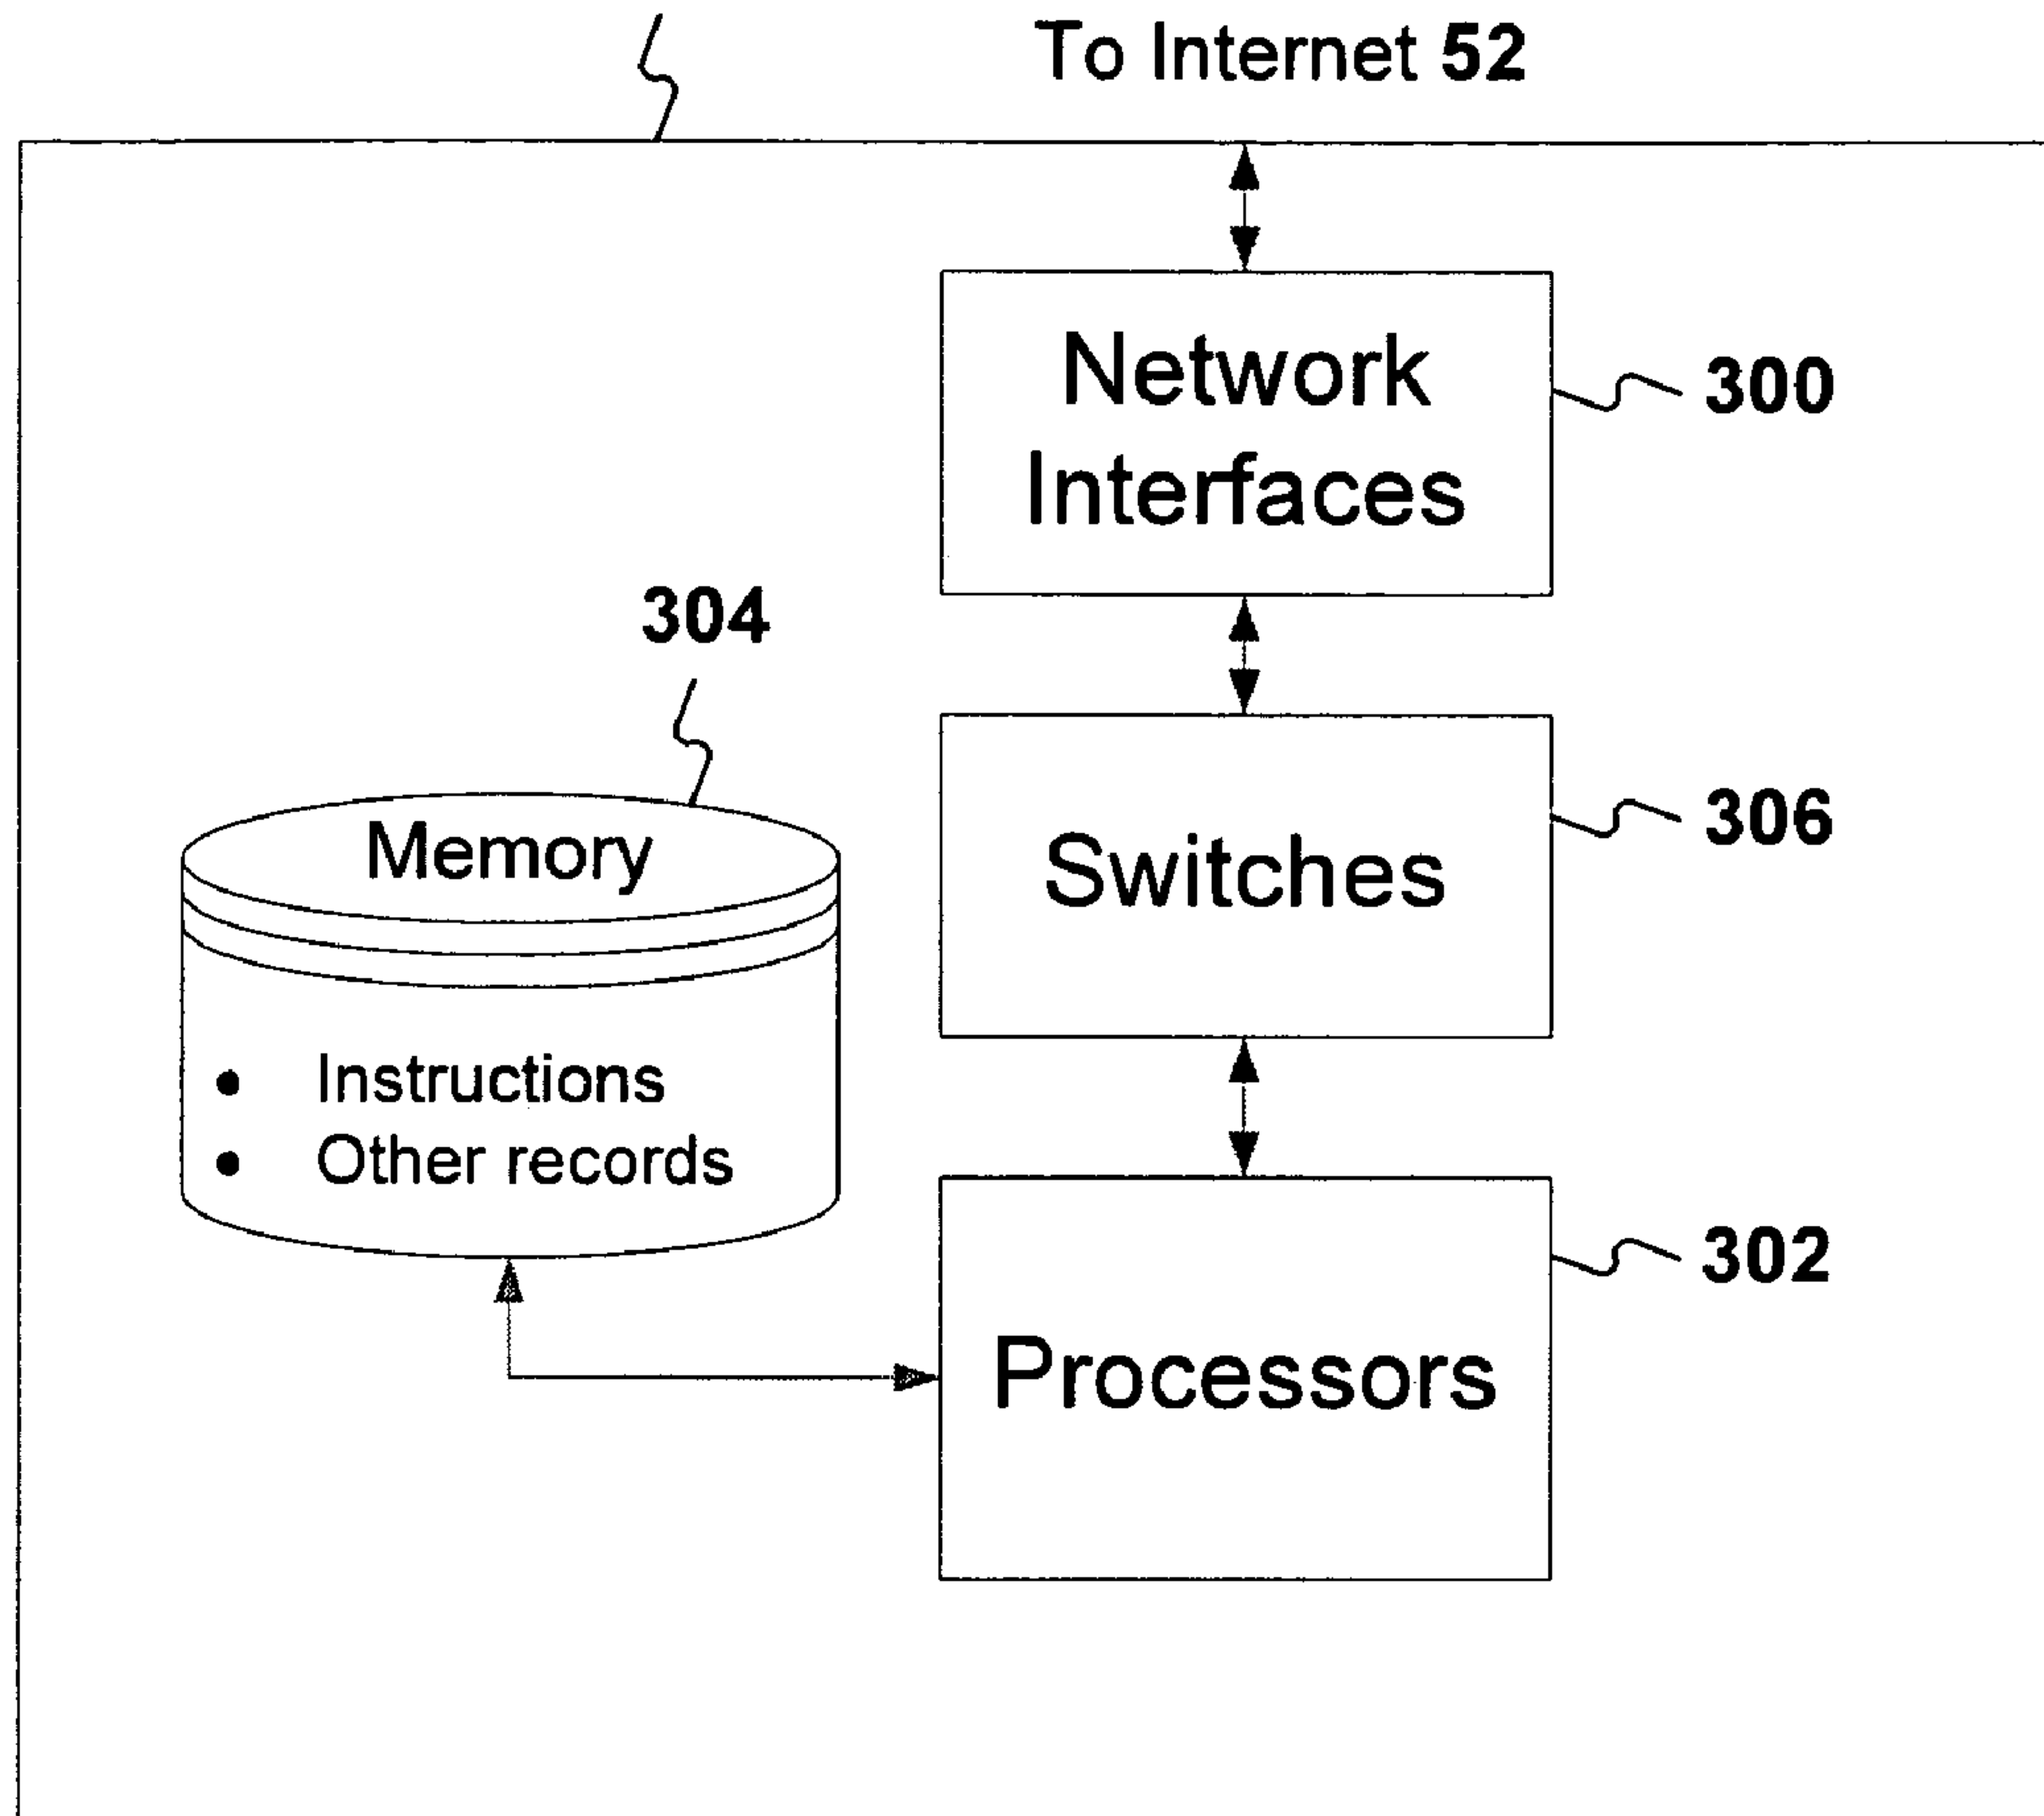 To Internet 52
Network
Interfaces
300
304
Memory
• Instructions
• Other records
Switches
306
Processors
302